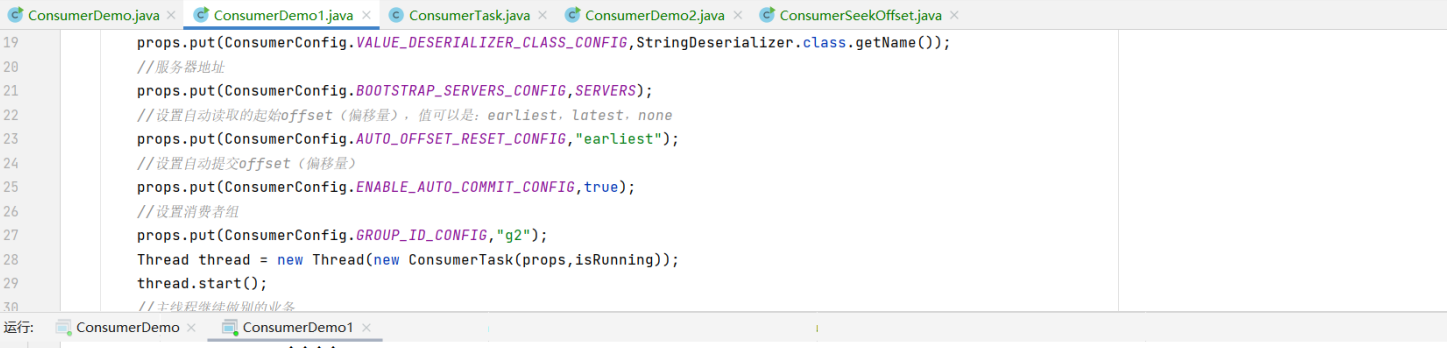 ConsumerDemo.java ConsumerDemo1.java ConsumerTask.java ConsumerDemo2.java ConsumerSeekOffset.java
19 props.put(ConsumerConfig.VALUE_DESERIALIZER_CLASS_CONFIG,StringDeserializer.class.getName());
20 //服务器地址
21 props.put(ConsumerConfig.BOOTSTRAP_SERVERS_CONFIG,SERVERS);
22 //设置自动读取的起始offset（偏移量），值可以是：earliest，latest，none
23 props.put(ConsumerConfig.AUTO_OFFSET_RESET_CONFIG,"earliest");
24 //设置自动提交offset（偏移量）
25 props.put(ConsumerConfig.ENABLE_AUTO_COMMIT_CONFIG,true);
26 //设置消费者组
27 props.put(ConsumerConfig.GROUP_ID_CONFIG,"g2");
28 Thread thread = new Thread(new ConsumerTask(props,isRunning));
29 thread.start();
30 //主线程继续做别的业务
运行: ConsumerDemo ConsumerDemo1